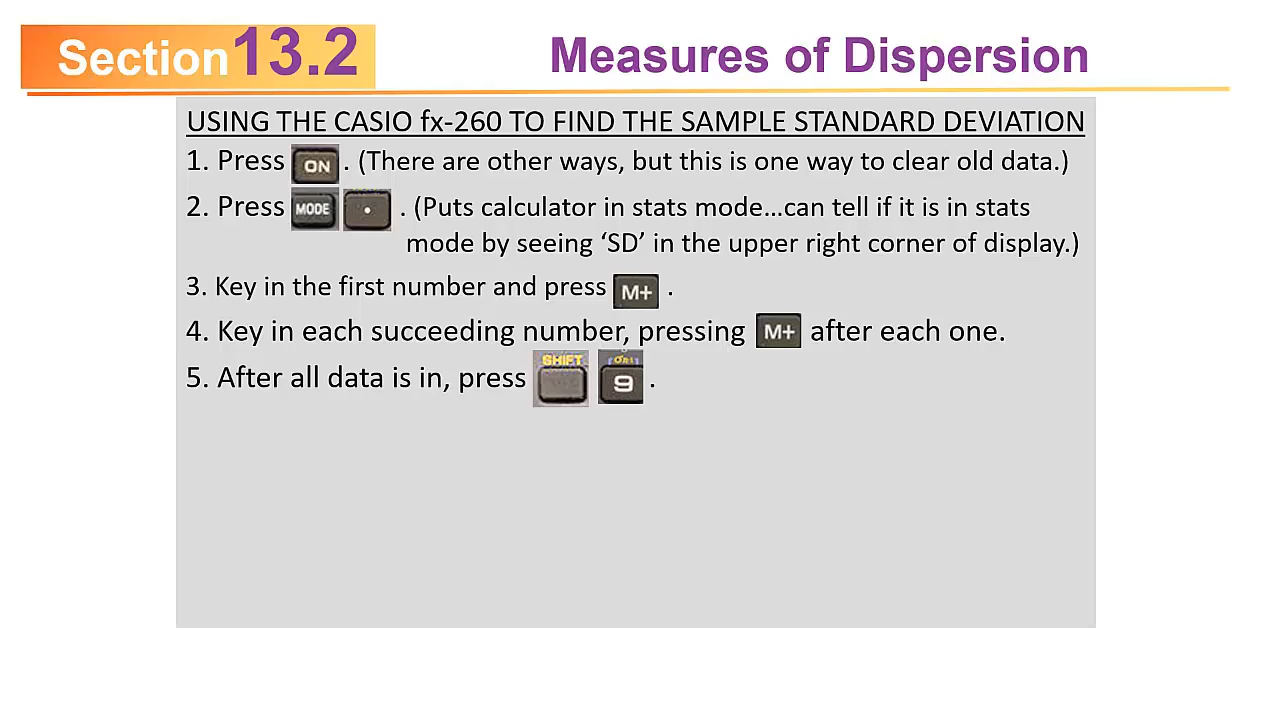 Section 13.2
Measures of Dispersion
USING THE CASIO fx-260 TO FIND THE SAMPLE STANDARD DEVIATION
1. Press ON . (There are other ways, but this is one way to clear old data.)
2. Press MODE · . (Puts calculator in stats mode…can tell if it is in stats
mode by seeing ‘SD’ in the upper right corner of display.)
3. Key in the first number and press M+ .
4. Key in each succeeding number, pressing M+ after each one.
5. After all data is in, press SHIFT 9 .